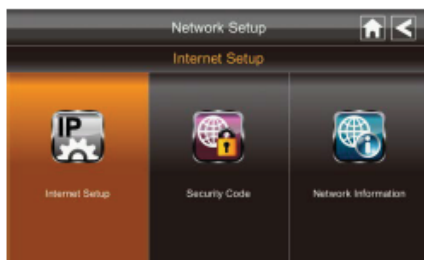 Network Setup
Internet Setup
IP
Internet Setup
Security Code
Network Information